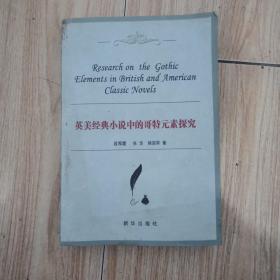 Research on the Gothic
Elements in British and American
Classic Novels
英美经典小说中的哥特元素探究
著
新华出版社